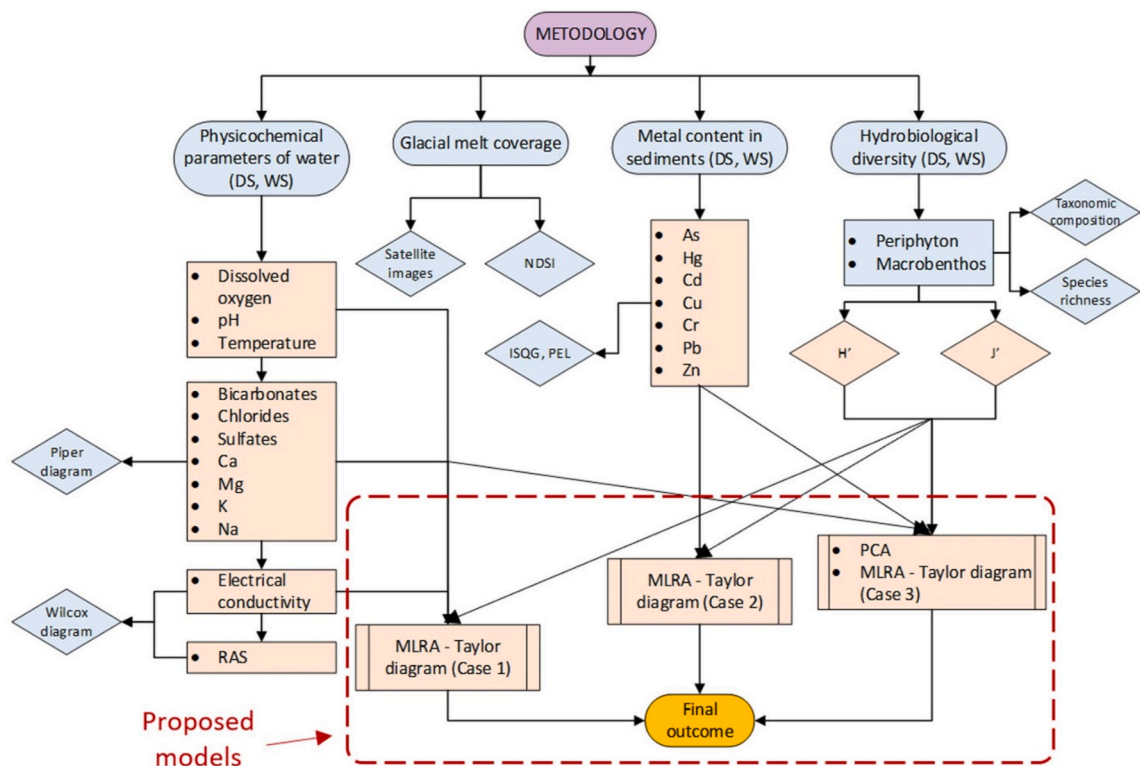 METODOLOGY
Physicochemical
parameters of water
(DS, WS)
Glacial melt coverage
Metal content in
sediments (DS, WS)
Hydrobiological
diversity (DS, WS)
Satellite
images
NDSI
• As
• Hg
• Cd
• Cu
• Cr
• Pb
• Zn
• Periphyton
• Macrobenthos
Taxonomic
composition
Species
richness
• Dissolved
oxygen
• pH
• Temperature
ISQG, PEL
H’
J’
• Bicarbonates
• Chlorides
• Sulfates
• Ca
• Mg
• K
• Na
Piper
diagram
• Electrical
conductivity
Wilcox
diagram
• RAS
MLRA - Taylor
diagram (Case 1)
MLRA - Taylor
diagram (Case 2)
• PCA
• MLRA - Taylor diagram
(Case 3)
Final
outcome
Proposed
models